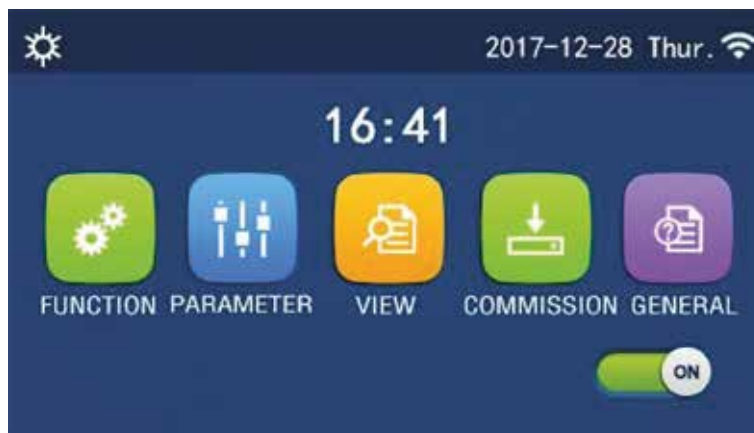 2017-12-28 Thur.
16:41
FUNCTION PARAMETER VIEW COMMISSION GENERAL
ON